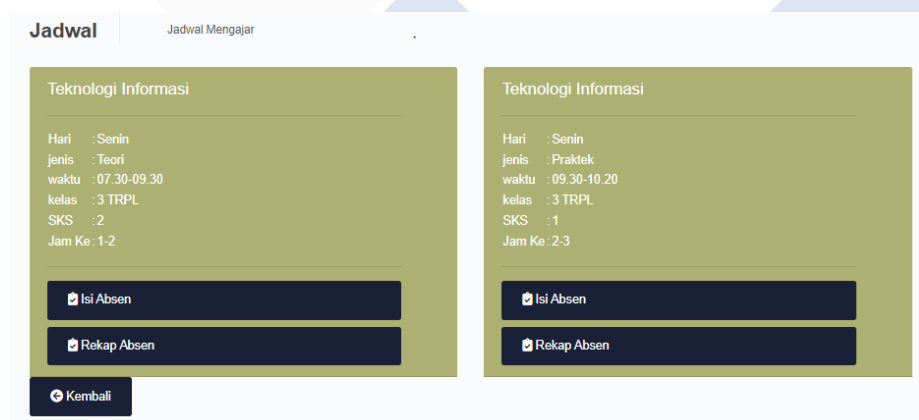 Jadwal
Jadwal Mengajar
Teknologi Informasi
Hari : Senin
jenis : Teori
waktu : 07.30-09.30
kelas : 3 TRPL
SKS : 2
Jam Ke : 1-2
Isi Absen
Rekap Absen
Teknologi Informasi
Hari : Senin
jenis : Praktek
waktu : 09.30-10.20
kelas : 3 TRPL
SKS : 1
Jam Ke : 2-3
Isi Absen
Rekap Absen
Kembali